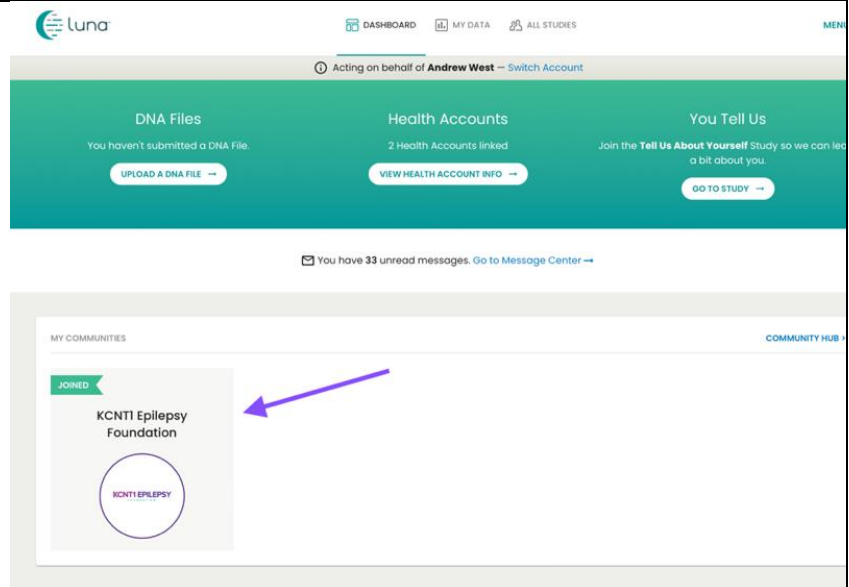 luna
DASHBOARD MY DATA ALL STUDIES MENU
Acting on behalf of Andrew West – Switch Account
DNA Files
You haven't submitted a DNA File.
UPLOAD A DNA FILE →
Health Accounts
2 Health Accounts linked
VIEW HEALTH ACCOUNT INFO →
You Tell Us
Join the Tell Us About Yourself Study so we can lea
a bit about you.
GO TO STUDY →
You have 33 unread messages. Go to Message Center →
MY COMMUNITIES
COMMUNITY HUB ›
JOINED
KCNT1 Epilepsy
Foundation
KCNT1 EPILEPSY